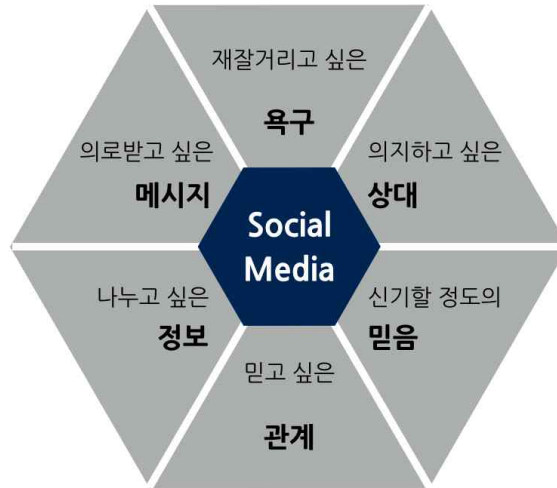 재잘거리고 싶은
욕구
의지하고 싶은
상대
신기할 정도의
믿음
믿고 싶은
관계
나누고 싶은
정보
의로받고 싶은
메시지
Social
Media